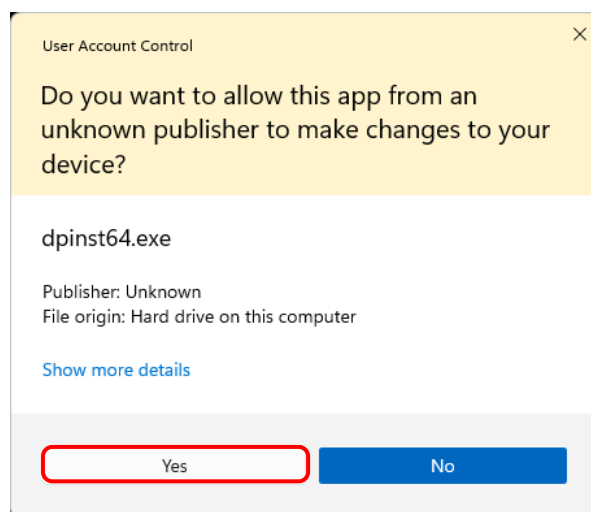 User Account Control
Do you want to allow this app from an
unknown publisher to make changes to your
device?
dpinst64.exe
Publisher: Unknown
File origin: Hard drive on this computer
Show more details
Yes
No